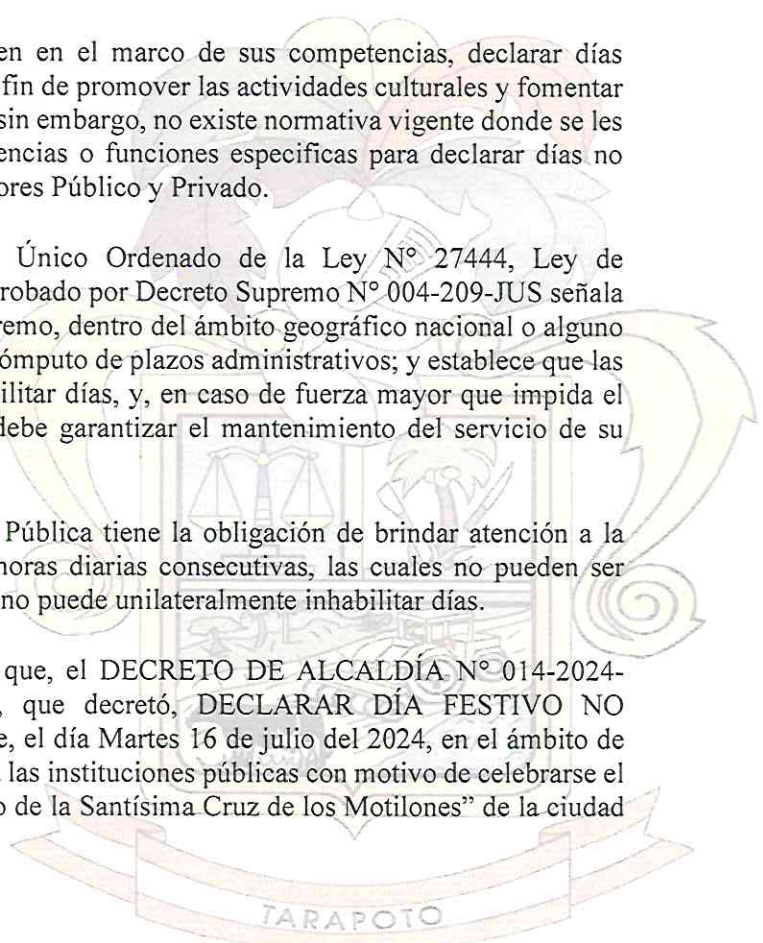 en en el marco de sus competencias, declarar días
fin de promover las actividades culturales y fomentar
sin embargo, no existe normativa vigente donde se les
encias o funciones especificas para declarar días no
ores Público y Privado.
Único Ordenado de la Ley N° 27444, Ley de
robado por Decreto Supremo N° 004-209-JUS señala
remo, dentro del ámbito geográfico nacional o alguno
ómputo de plazos administrativos; y establece que las
ilitar días, y, en caso de fuerza mayor que impida el
debe garantizar el mantenimiento del servicio de su
Pública tiene la obligación de brindar atención a la
horas diarias consecutivas, las cuales no pueden ser
no puede unilateralmente inhabilitar días.
que, el DECRETO DE ALCALDÍA N° 014-2024-
, que decretó, DECLARAR DÍA FESTIVO NO
e, el día Martes 16 de julio del 2024, en el ámbito de
las instituciones públicas con motivo de celebrarse el
o de la Santísima Cruz de los Motilones” de la ciudad
TARAPOTO